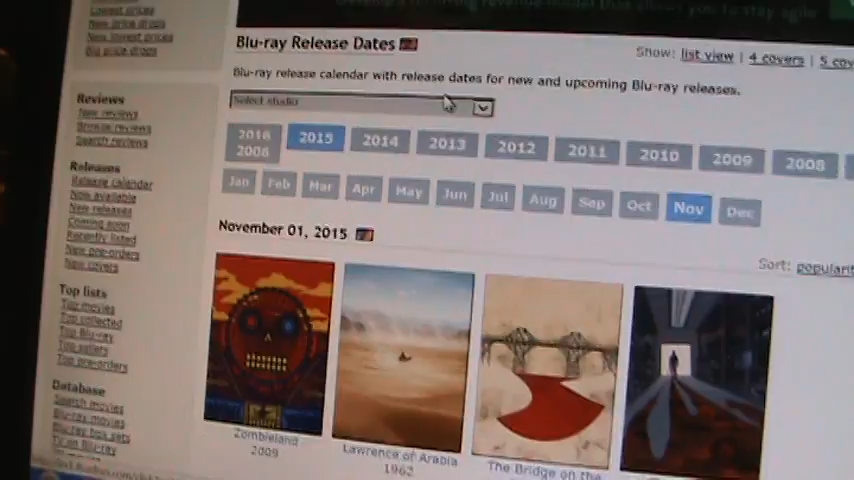 Lowest prices
New price drops
New lowest prices
Big price drops
Reviews
New reviews
Browse reviews
Search reviews
Releases
Release calendar
Now available
New releases
Coming soon
Recently listed
New pre-orders
New covers
Top lists
Top movies
Top collected
Top Blu-ray
Top sellers
Top pre-orders
Database
Search movies
Blu-ray movies
Blu-ray box sets
TV on Blu-ray
Blu-ray Release Dates
Show: list view | 4 covers | 5 cov
Blu-ray release calendar with release dates for new and upcoming Blu-ray releases.
Select studio
2016 2015 2014 2013 2012 2011 2010 2009 2008
2006
Jan Feb Mar Apr May Jun Jul Aug Sep Oct Nov Dec
November 01, 2015
Sort: popularit
Zombieland
2009
Lawrence of Arabia
1962
The Bridge on the